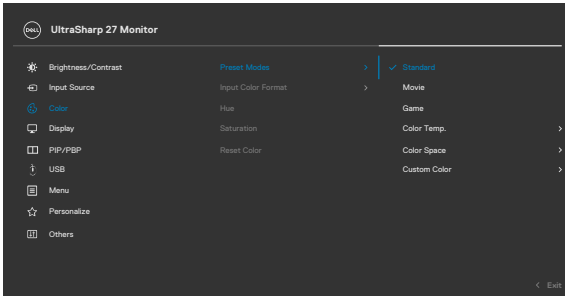 DELL UltraSharp 27 Monitor
Brightness/Contrast Preset Modes Standard
Input Source Input Color Format Movie
Color Hue Game
Display Saturation Color Temp.
PIP/PBP Reset Color Color Space
USB Custom Color
Menu
Personalize
Others
Exit